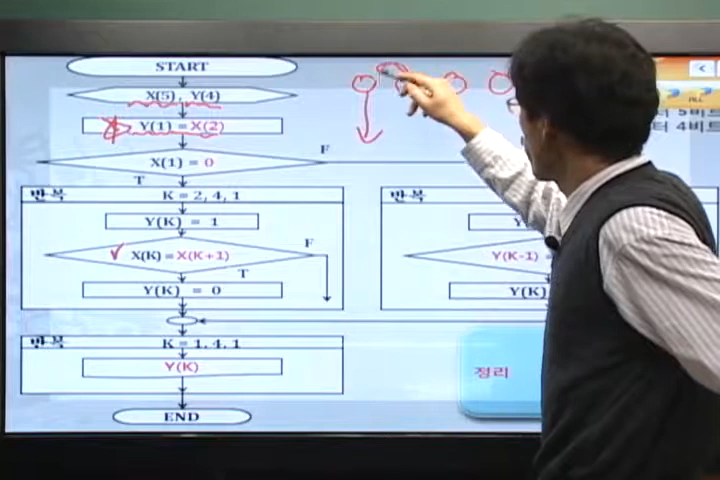 START
X(5), Y(4)
Y(1) = X(2)
X(1) = 0
F
T
반복
K = 2, 4, 1
Y(K) = 1
X(K) = X(K+1)
F
T
Y(K) = 0
반복
K = 1, 4, 1
Y(K)
END
반복
Y(K-1) =
Y(K)
정리
터 5비트
터 4비트